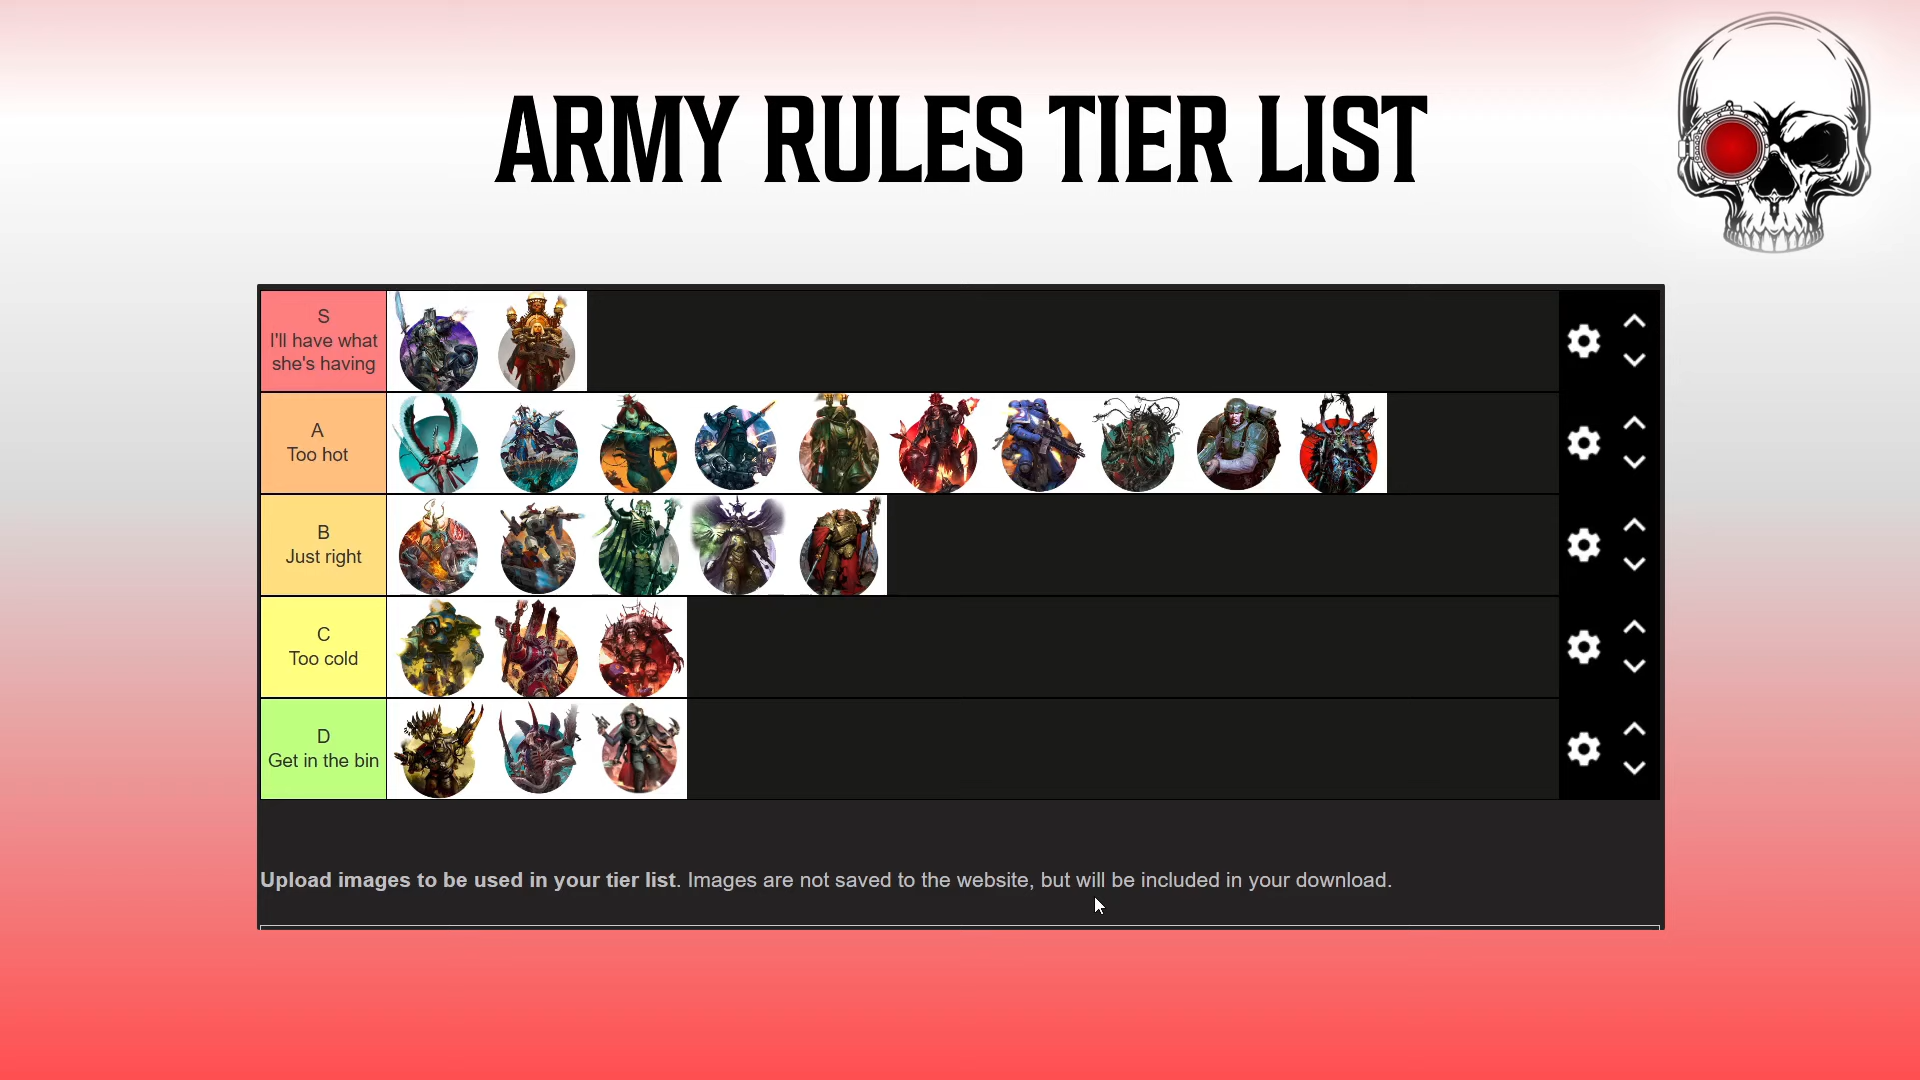 ARMY RULES TIER LIST
S
I'll have what
she's having
A
Too hot
B
Just right
C
Too cold
D
Get in the bin
Upload images to be used in your tier list. Images are not saved to the website, but will be included in your download.